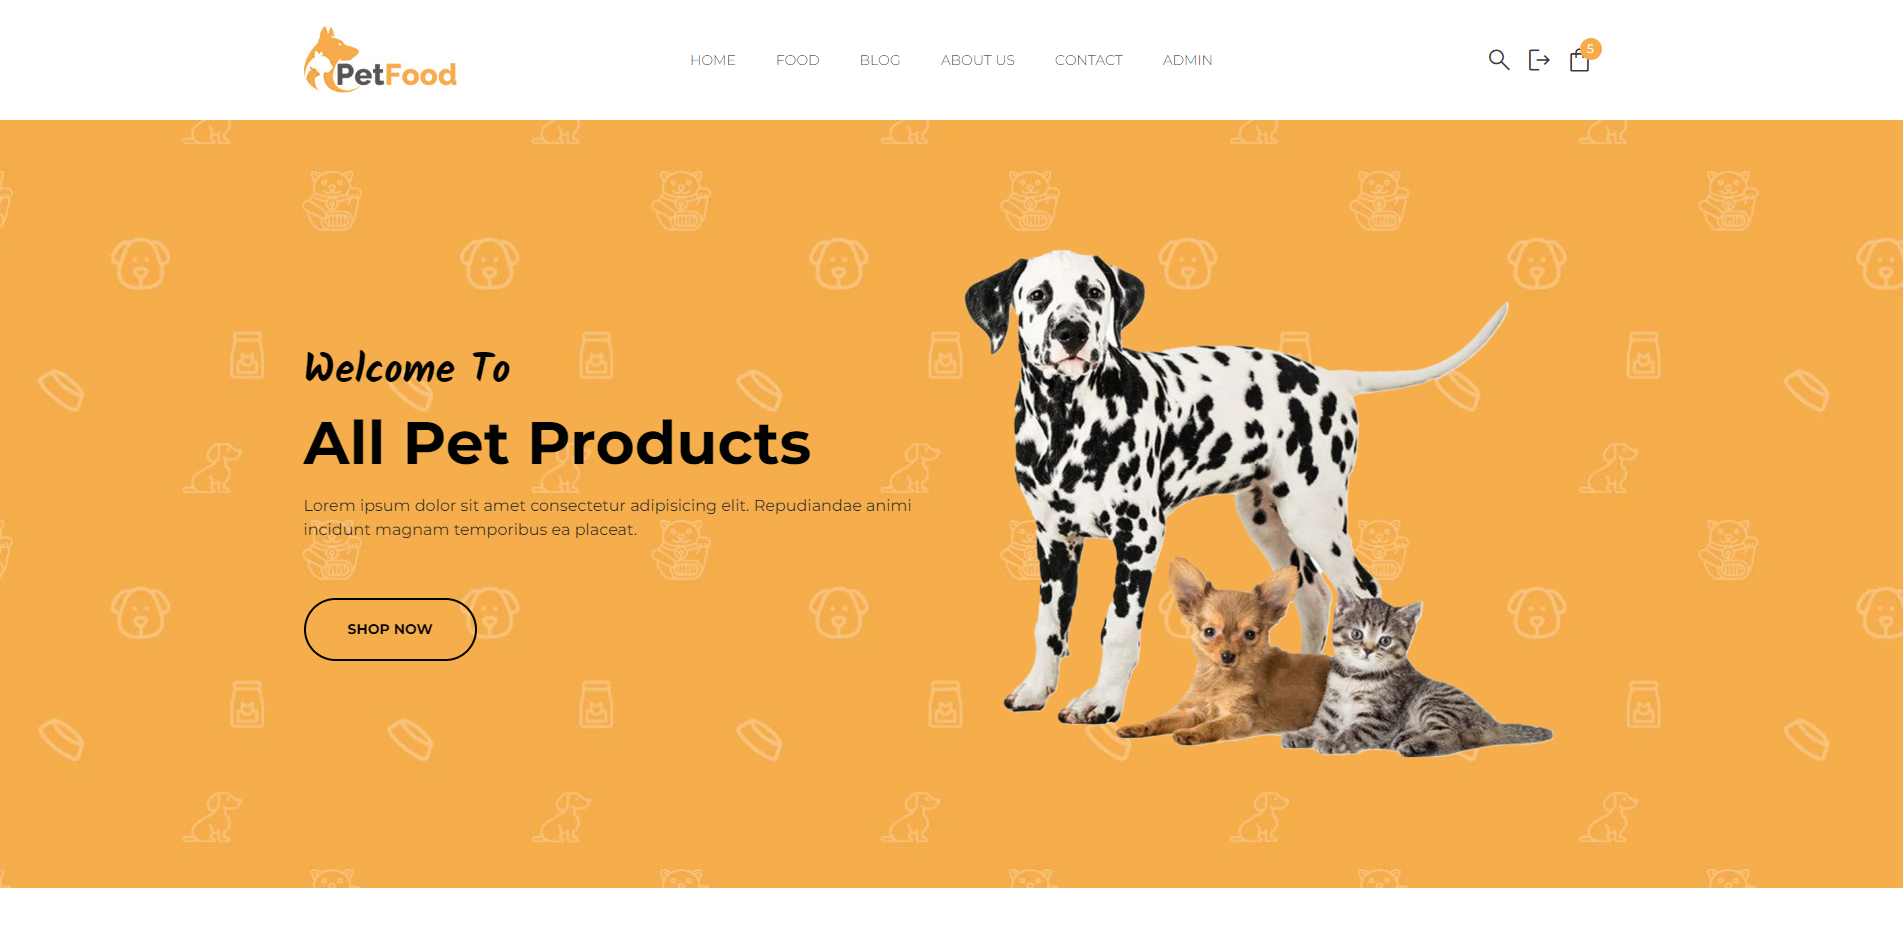 PetFood
HOME FOOD BLOG ABOUT US CONTACT ADMIN
5
Welcome To
All Pet Products
Lorem ipsum dolor sit amet consectetur adipisicing elit. Repudiandae animi
incidunt magnam temporibus ea placeat.
SHOP NOW